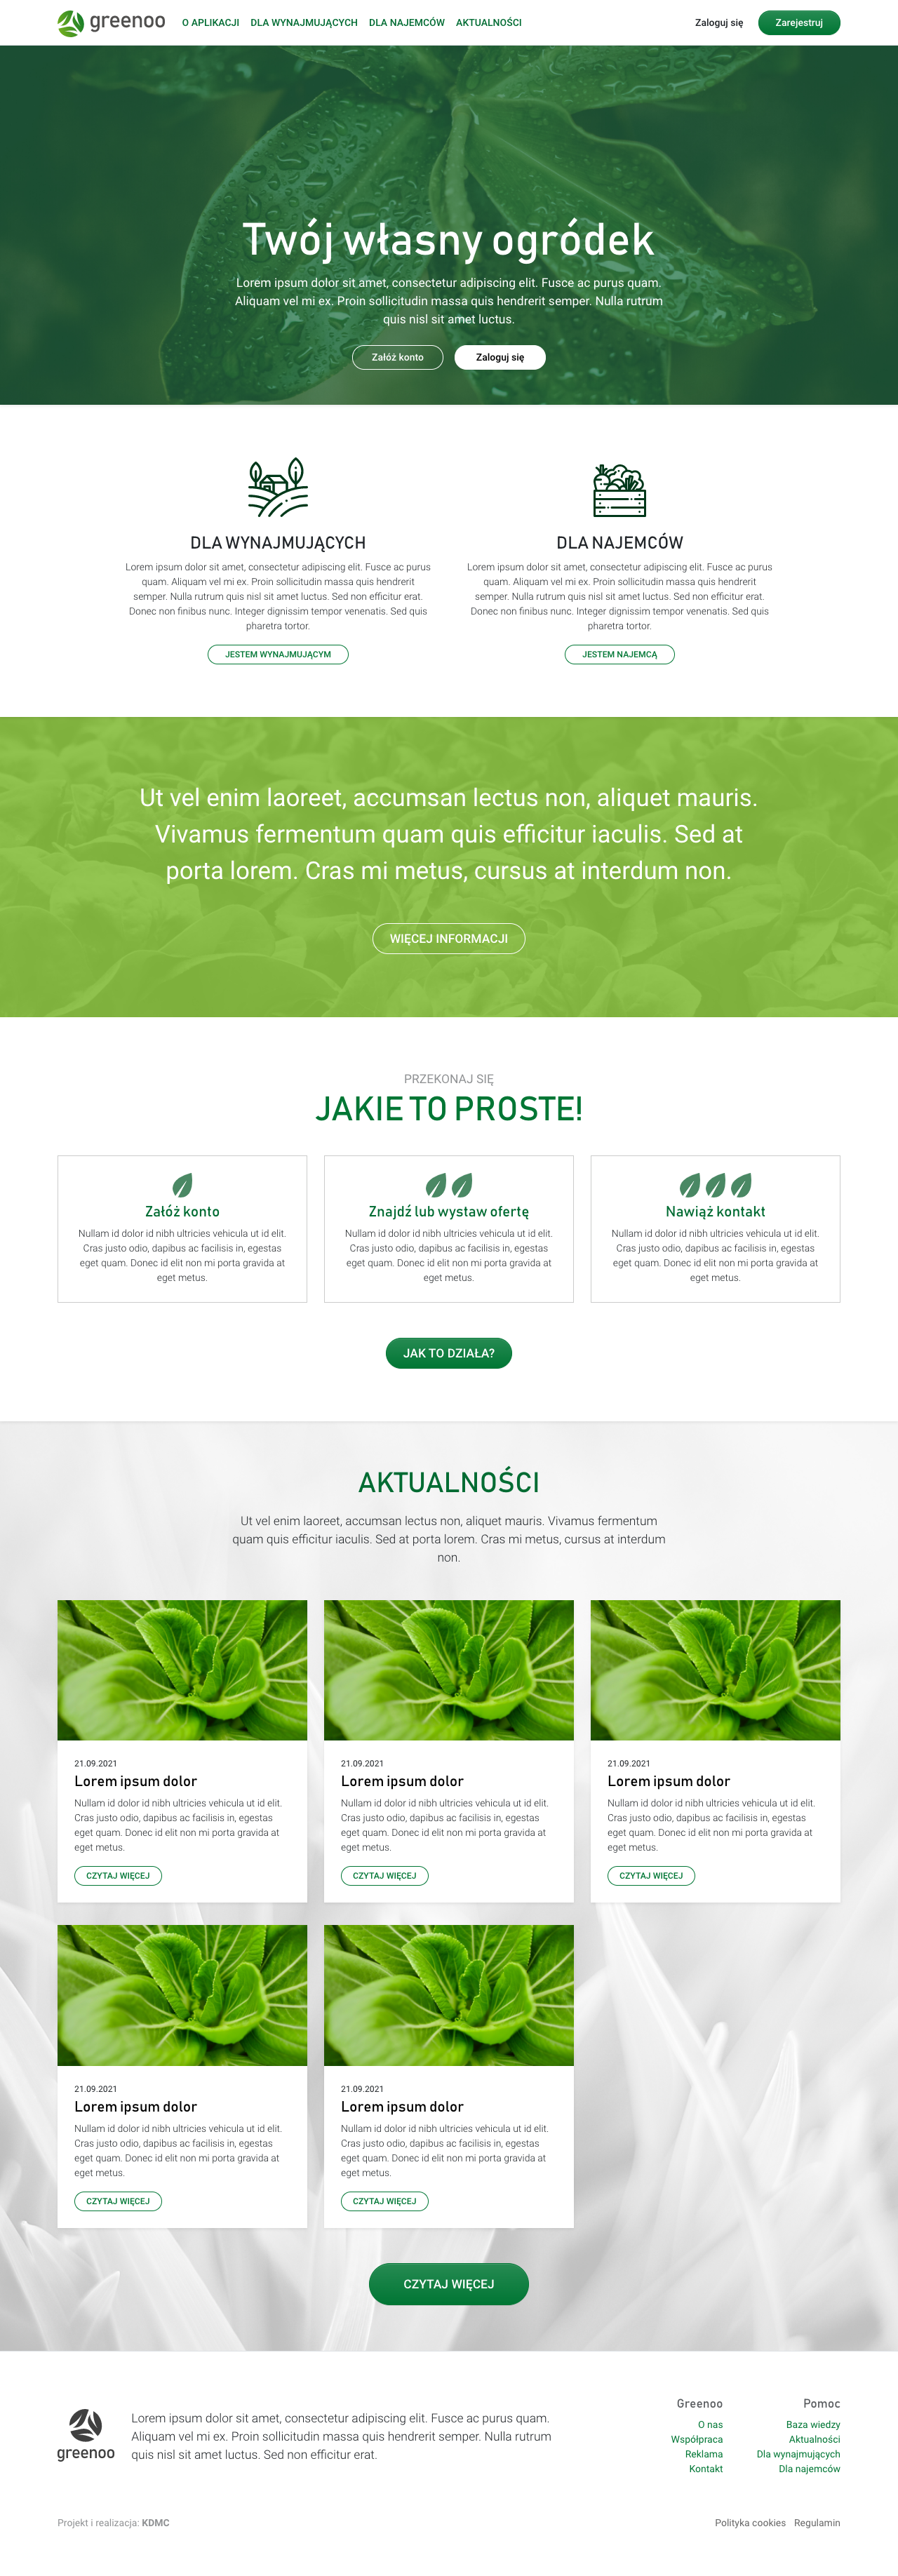 greenoo O APLIKACJI DLA WYNAJMUJĄCYCH DLA NAJEMCÓW AKTUALNOŚCI Zaloguj się Zarejestruj
Twój własny ogródek
Lorem ipsum dolor sit amet, consectetur adipiscing elit. Fusce ac purus quam.
Aliquam vel mi ex. Proin sollicitudin massa quis hendrerit semper. Nulla rutrum
quis nisl sit amet luctus.
Załóż konto Zaloguj się
DLA WYNAJMUJĄCYCH
Lorem ipsum dolor sit amet, consectetur adipiscing elit. Fusce ac purus
quam. Aliquam vel mi ex. Proin sollicitudin massa quis hendrerit
semper. Nulla rutrum quis nisl sit amet luctus. Sed non efficitur erat.
Donec non finibus nunc. Integer dignissim tempor venenatis. Sed quis
pharetra tortor.
JESTEM WYNAJMUJĄCYM
DLA NAJEMCÓW
Lorem ipsum dolor sit amet, consectetur adipiscing elit. Fusce ac purus
quam. Aliquam vel mi ex. Proin sollicitudin massa quis hendrerit
semper. Nulla rutrum quis nisl sit amet luctus. Sed non efficitur erat.
Donec non finibus nunc. Integer dignissim tempor venenatis. Sed quis
pharetra tortor.
JESTEM NAJEMCĄ
Ut vel enim laoreet, accumsan lectus non, aliquet mauris.
Vivamus fermentum quam quis efficitur iaculis. Sed at
porta lorem. Cras mi metus, cursus at interdum non.
WIĘCEJ INFORMACJI
PRZEKONAJ SIĘ
JAKIE TO PROSTE!
Załóż konto
Nullam id dolor id nibh ultricies vehicula ut id elit.
Cras justo odio, dapibus ac facilisis in, egestas
eget quam. Donec id elit non mi porta gravida at
eget metus.
Znajdź lub wystaw ofertę
Nullam id dolor id nibh ultricies vehicula ut id elit.
Cras justo odio, dapibus ac facilisis in, egestas
eget quam. Donec id elit non mi porta gravida at
eget metus.
Nawiąż kontakt
Nullam id dolor id nibh ultricies vehicula ut id elit.
Cras justo odio, dapibus ac facilisis in, egestas
eget quam. Donec id elit non mi porta gravida at
eget metus.
JAK TO DZIAŁA?
AKTUALNOŚCI
Ut vel enim laoreet, accumsan lectus non, aliquet mauris. Vivamus fermentum
quam quis efficitur iaculis. Sed at porta lorem. Cras mi metus, cursus at interdum
non.
21.09.2021
Lorem ipsum dolor
Nullam id dolor id nibh ultricies vehicula ut id elit.
Cras justo odio, dapibus ac facilisis in, egestas
eget quam. Donec id elit non mi porta gravida at
eget metus.
CZYTAJ WIĘCEJ
21.09.2021
Lorem ipsum dolor
Nullam id dolor id nibh ultricies vehicula ut id elit.
Cras justo odio, dapibus ac facilisis in, egestas
eget quam. Donec id elit non mi porta gravida at
eget metus.
CZYTAJ WIĘCEJ
21.09.2021
Lorem ipsum dolor
Nullam id dolor id nibh ultricies vehicula ut id elit.
Cras justo odio, dapibus ac facilisis in, egestas
eget quam. Donec id elit non mi porta gravida at
eget metus.
CZYTAJ WIĘCEJ
21.09.2021
Lorem ipsum dolor
Nullam id dolor id nibh ultricies vehicula ut id elit.
Cras justo odio, dapibus ac facilisis in, egestas
eget quam. Donec id elit non mi porta gravida at
eget metus.
CZYTAJ WIĘCEJ
21.09.2021
Lorem ipsum dolor
Nullam id dolor id nibh ultricies vehicula ut id elit.
Cras justo odio, dapibus ac facilisis in, egestas
eget quam. Donec id elit non mi porta gravida at
eget metus.
CZYTAJ WIĘCEJ
CZYTAJ WIĘCEJ
greenoo
Lorem ipsum dolor sit amet, consectetur adipiscing elit. Fusce ac purus quam.
Aliquam vel mi ex. Proin sollicitudin massa quis hendrerit semper. Nulla rutrum
quis nisl sit amet luctus. Sed non efficitur erat.
Greenoo
O nas
Współpraca
Reklama
Kontakt
Pomoc
Baza wiedzy
Aktualności
Dla wynajmujących
Dla najemców
Projekt i realizacja: KDMC
Polityka cookies Regulamin